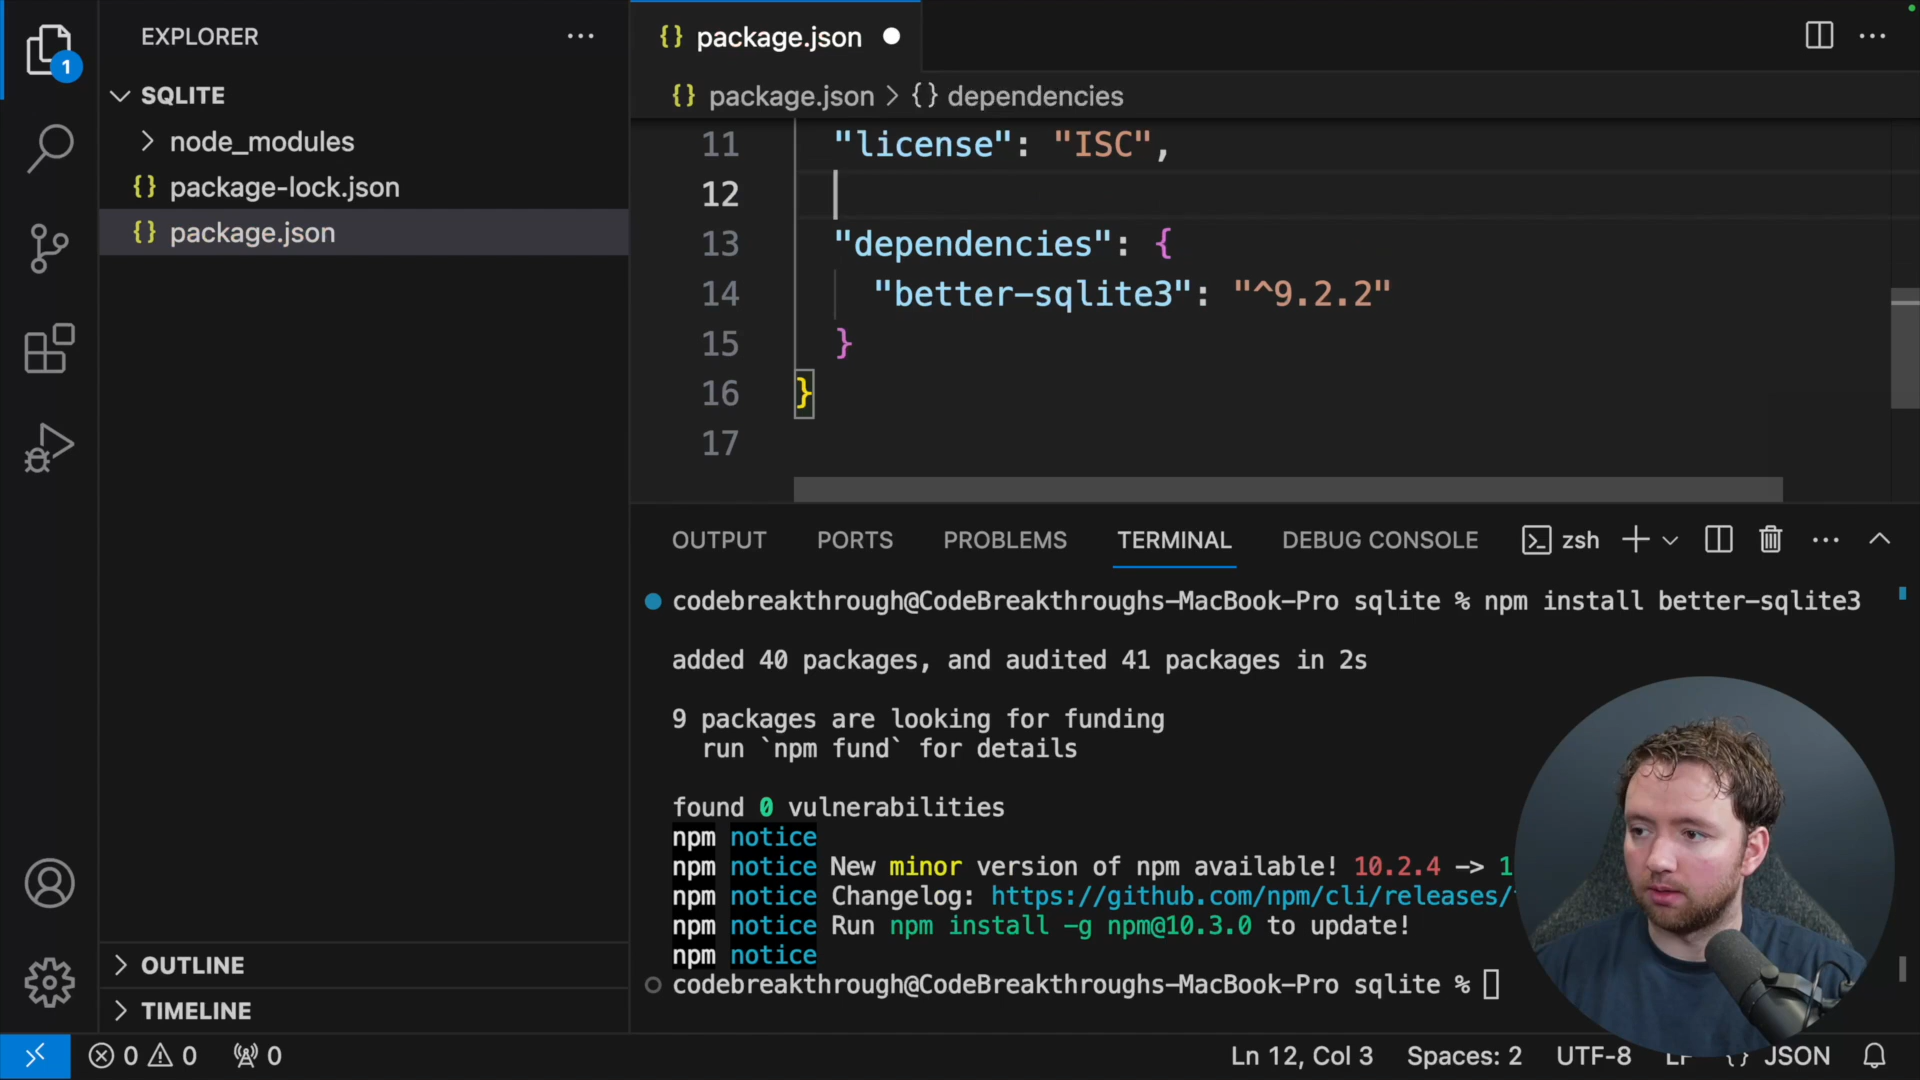 EXPLORER
1
SQLITE
node_modules
{} package-lock.json
{} package.json
OUTLINE
TIMELINE
{} package.json
{} package.json > {} dependencies
11 "license": "ISC",
12
13 "dependencies": {
14 "better-sqlite3": "^9.2.2"
15 }
16 }
17
OUTPUT PORTS PROBLEMS TERMINAL DEBUG CONSOLE zsh
codebreakthrough@CodeBreakthroughs-MacBook-Pro sqlite % npm install better-sqlite3
added 40 packages, and audited 41 packages in 2s
9 packages are looking for funding
run `npm fund` for details
found 0 vulnerabilities
npm notice
npm notice New minor version of npm available! 10.2.4 -> 1
npm notice Changelog: https://github.com/npm/cli/releases/
npm notice Run npm install -g npm@10.3.0 to update!
npm notice
codebreakthrough@CodeBreakthroughs-MacBook-Pro sqlite %
0 0 0 Ln 12, Col 3 Spaces: 2 UTF-8 LF {} JSON